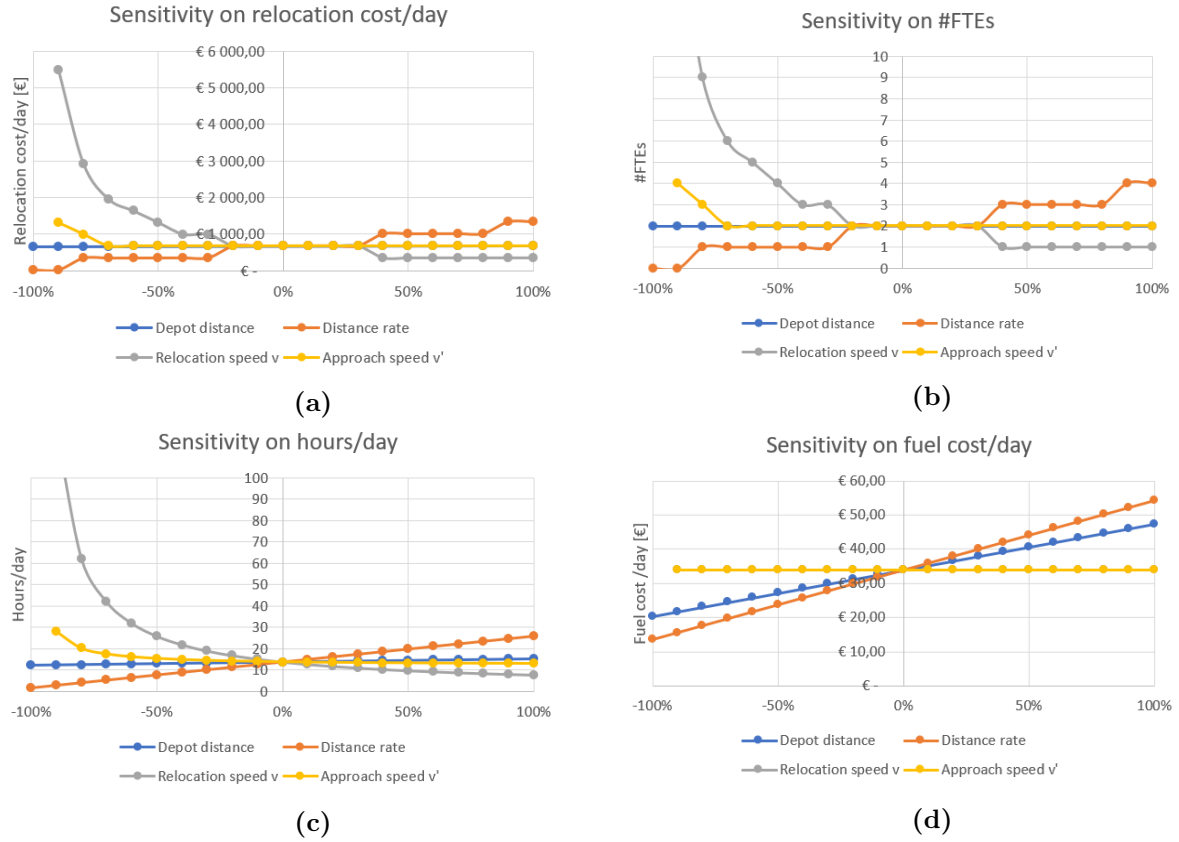 Sensitivity on relocation cost/day
Relocation cost/day [€]
€ 6 000,00
€ 5 000,00
€ 4 000,00
€ 3 000,00
€ 2 000,00
€ 1 000,00
€ -
-100% -50% 0% 50% 100%
Depot distance Distance rate
Relocation speed v Approach speed v'
(a)
Sensitivity on #FTEs
#FTEs
10
9
8
7
6
5
4
3
2
1
0
-100% -50% 0% 50% 100%
Depot distance Distance rate
Relocation speed v Approach speed v'
(b)
Sensitivity on hours/day
Hours/day
100
90
80
70
60
50
40
30
20
10
0
-100% -50% 0% 50% 100%
Depot distance Distance rate
Relocation speed v Approach speed v'
(c)
Sensitivity on fuel cost/day
Fuel cost /day [€]
€ 60,00
€ 50,00
€ 40,00
€ 30,00
€ 20,00
€ 10,00
€ -
-100% -50% 0% 50% 100%
Depot distance Distance rate
Relocation speed v Approach speed v'
(d)